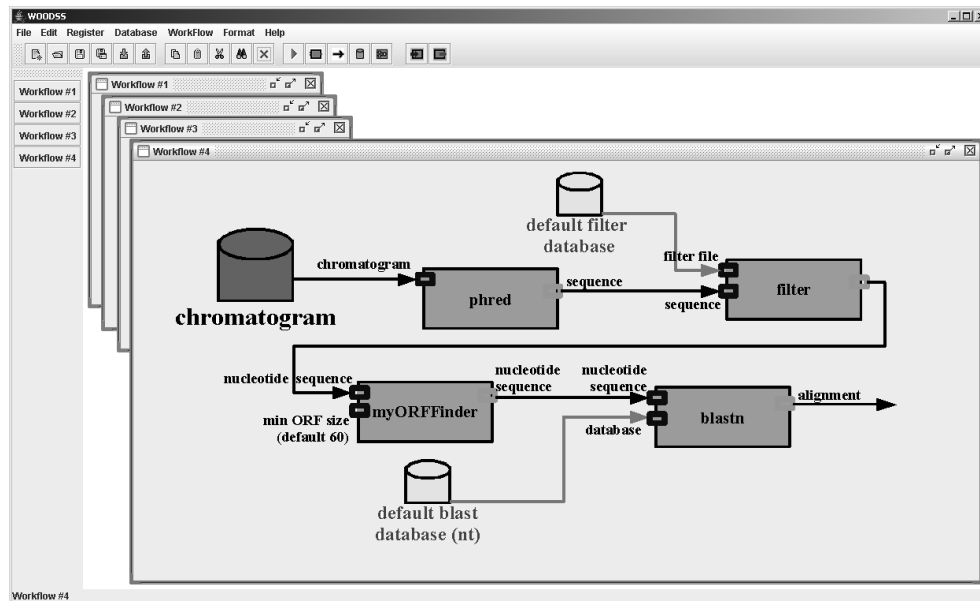 WOODSS
File Edit Register Database WorkFlow Format Help
Workflow #1
Workflow #2
Workflow #3
Workflow #4
Workflow #1
Workflow #2
Workflow #3
Workflow #4
default filter
database
chromatogram
chromatogram
phred
sequence
filter file
sequence
filter
nucleotide sequence
min ORF size
(default 60)
myORFFinder
nucleotide
sequence
nucleotide
sequence
database
blastn
alignment
default blast
database (nt)
Workflow #4